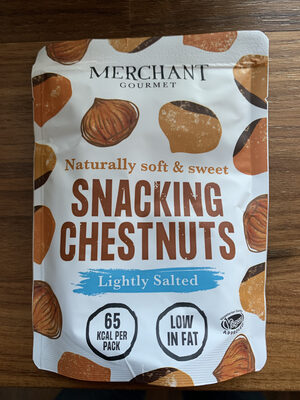 MERCHANT
GOURMET
Naturally soft & sweet
SNACKING
CHESTNUTS
Lightly Salted
65
KCAL PER
PACK
LOW
IN FAT